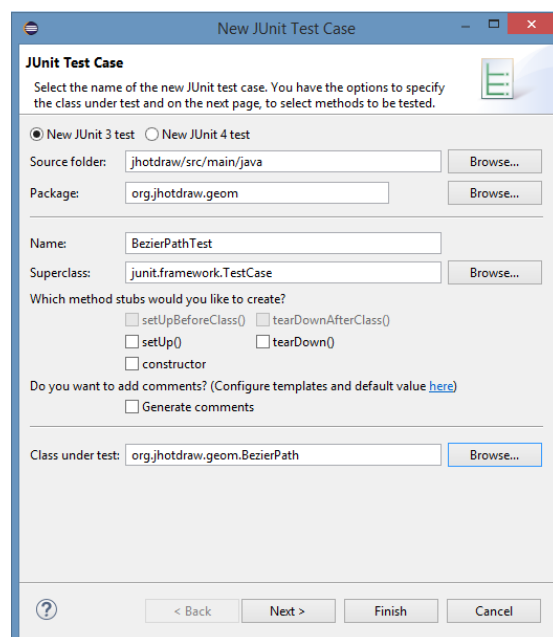 New JUnit Test Case
JUnit Test Case
Select the name of the new JUnit test case. You have the options to specify
the class under test and on the next page, to select methods to be tested.
New JUnit 3 test New JUnit 4 test
Source folder: jhotdraw/src/main/java Browse...
Package: org.jhotdraw.geom Browse...
Name: BezierPathTest
Superclass: junit.framework.TestCase Browse...
Which method stubs would you like to create?
setUpBeforeClass() tearDownAfterClass()
setUp() tearDown()
constructor
Do you want to add comments? (Configure templates and default value here)
Generate comments
Class under test: org.jhotdraw.geom.BezierPath Browse...
? < Back Next > Finish Cancel